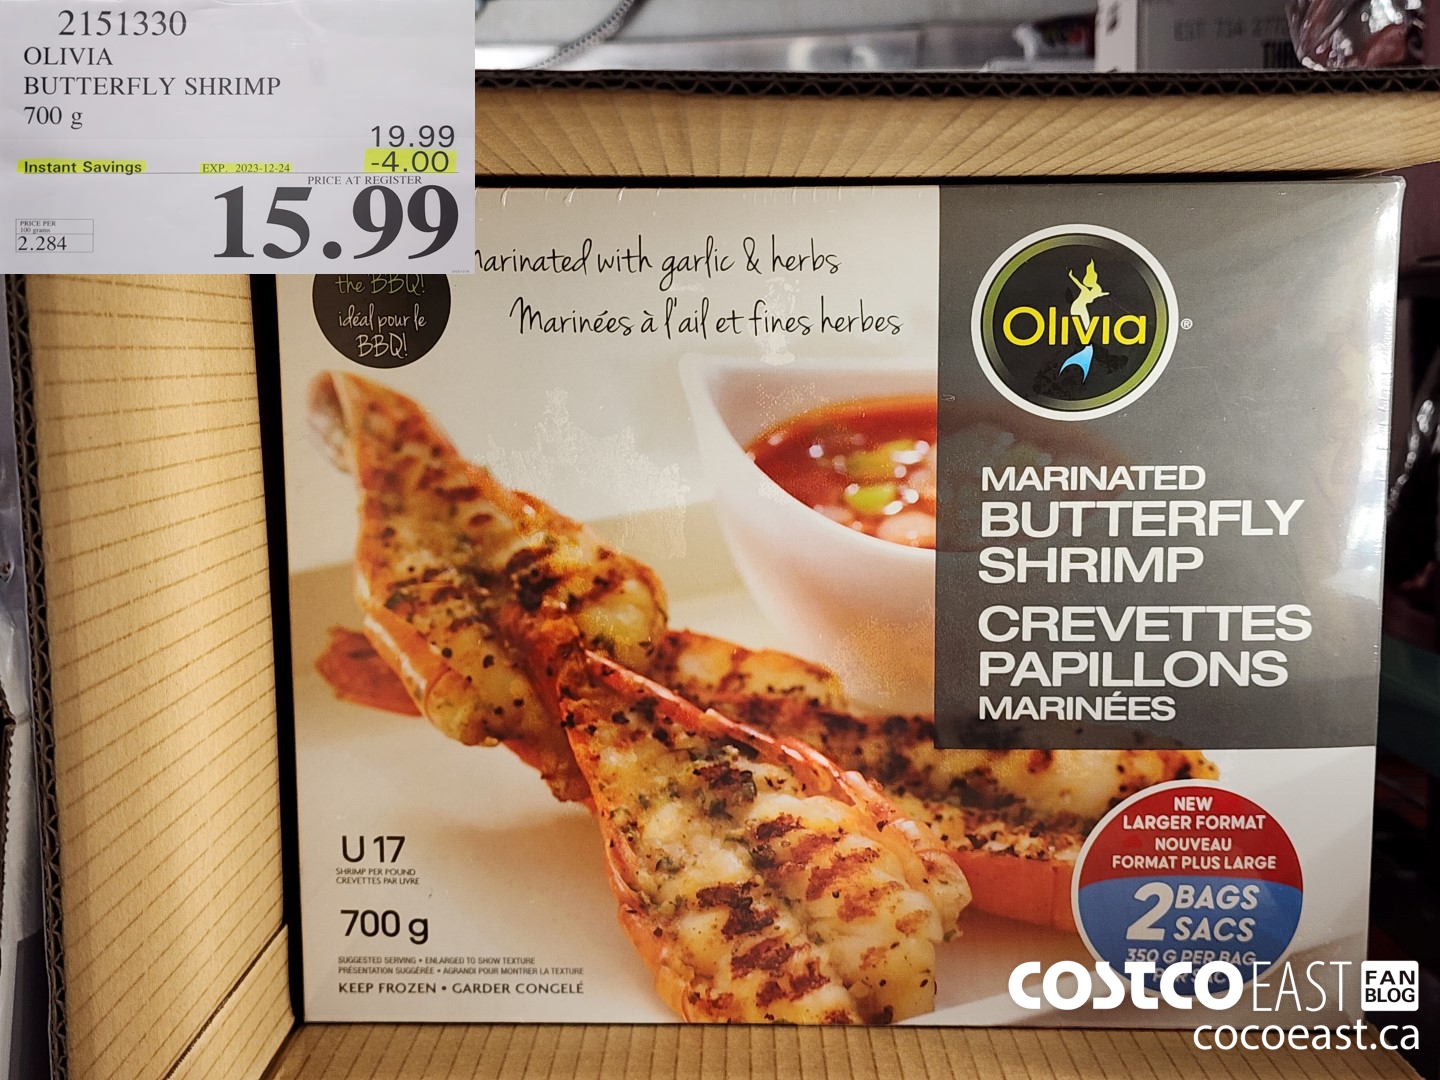 2151330
OLIVIA
BUTTERFLY SHRIMP
700 g
19.99
Instant Savings EXP. 2023-12-24 -4.00
PRICE AT REGISTER
15.99
PRICE PER
100 grams
2.284
the BBQ!
idéal pour le
BBQ!
marinated with garlic & herbs
Marinées à l'ail et fines herbes
Olivia ®
MARINATED
BUTTERFLY
SHRIMP
CREVETTES
PAPILLONS
MARINÉES
U 17
SHRIMP PER POUND
CREVETTES PAR LIVRE
700 g
SUGGESTED SERVING • ENLARGED TO SHOW TEXTURE
PRÉSENTATION SUGGÉRÉE • AGRANDI POUR MONTRER LA TEXTURE
KEEP FROZEN • GARDER CONGELÉ
NEW
LARGER FORMAT
NOUVEAU
FORMAT PLUS LARGE
2 BAGS
SACS
350 G PER BAG
COSTCO EAST FAN
BLOG
cocoeast.ca